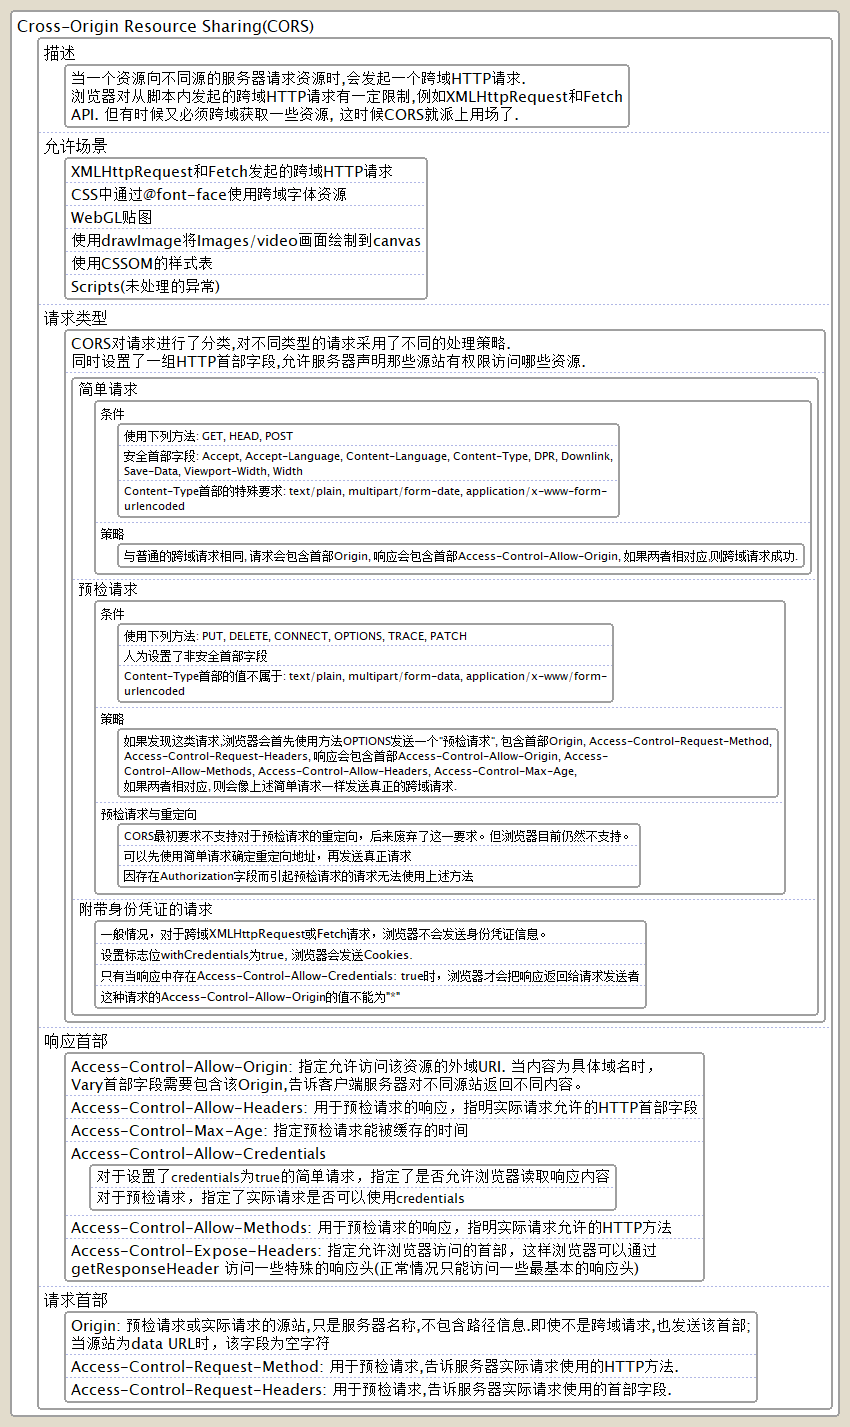 Cross-Origin Resource Sharing(CORS)
描述
当一个资源向不同源的服务器请求资源时,会发起一个跨域HTTP请求.
浏览器对从脚本内发起的跨域HTTP请求有一定限制,例如XMLHttpRequest和Fetch
API. 但有时候又必须跨域获取一些资源, 这时候CORS就派上用场了.
允许场景
XMLHttpRequest和Fetch发起的跨域HTTP请求
CSS中通过@font-face使用跨域字体资源
WebGL贴图
使用drawImage将Images/video画面绘制到canvas
使用CSSOM的样式表
Scripts(未处理的异常)
请求类型
CORS对请求进行了分类,对不同类型的请求采用了不同的处理策略.
同时设置了一组HTTP首部字段,允许服务器声明那些源站有权限访问哪些资源.
简单请求
条件
使用下列方法: GET, HEAD, POST
安全首部字段: Accept, Accept-Language, Content-Language, Content-Type, DPR, Downlink,
Save-Data, Viewport-Width, Width
Content-Type首部的特殊要求: text/plain, multipart/form-date, application/x-www-form-
urlencoded
策略
与普通的跨域请求相同, 请求会包含首部Origin, 响应会包含首部Access-Control-Allow-Origin, 如果两者相对应,则跨域请求成功.
预检请求
条件
使用下列方法: PUT, DELETE, CONNECT, OPTIONS, TRACE, PATCH
人为设置了非安全首部字段
Content-Type首部的值不属于: text/plain, multipart/form-data, application/x-www/form-
urlencoded
策略
如果发现这类请求,浏览器会首先使用方法OPTIONS发送一个"预检请求", 包含首部Origin, Access-Control-Request-Method,
Access-Control-Request-Headers, 响应会包含首部Access-Control-Allow-Origin, Access-
Control-Allow-Methods, Access-Control-Allow-Headers, Access-Control-Max-Age,
如果两者相对应, 则会像上述简单请求一样发送真正的跨域请求.
预检请求与重定向
CORS最初要求不支持对于预检请求的重定向，后来废弃了这一要求。但浏览器目前仍然不支持。
可以先使用简单请求确定重定向地址，再发送真正请求
因存在Authorization字段而引起预检请求的请求无法使用上述方法
附带身份凭证的请求
一般情况，对于跨域XMLHttpRequest或Fetch请求，浏览器不会发送身份凭证信息。
设置标志位withCredentials为true, 浏览器会发送Cookies.
只有当响应中存在Access-Control-Allow-Credentials: true时，浏览器才会把响应返回给请求发送者
这种请求的Access-Control-Allow-Origin的值不能为"*"
响应首部
Access-Control-Allow-Origin: 指定允许访问该资源的外域URI. 当内容为具体域名时，
Vary首部字段需要包含该Origin,告诉客户端服务器对不同源站返回不同内容。
Access-Control-Allow-Headers: 用于预检请求的响应，指明实际请求允许的HTTP首部字段
Access-Control-Max-Age: 指定预检请求能被缓存的时间
Access-Control-Allow-Credentials
对于设置了credentials为true的简单请求，指定了是否允许浏览器读取响应内容
对于预检请求，指定了实际请求是否可以使用credentials
Access-Control-Allow-Methods: 用于预检请求的响应，指明实际请求允许的HTTP方法
Access-Control-Expose-Headers: 指定允许浏览器访问的首部，这样浏览器可以通过
getResponseHeader 访问一些特殊的响应头(正常情况只能访问一些最基本的响应头)
请求首部
Origin: 预检请求或实际请求的源站,只是服务器名称,不包含路径信息.即使不是跨域请求,也发送该首部;
当源站为data URL时，该字段为空字符
Access-Control-Request-Method: 用于预检请求,告诉服务器实际请求使用的HTTP方法.
Access-Control-Request-Headers: 用于预检请求,告诉服务器实际请求使用的首部字段.